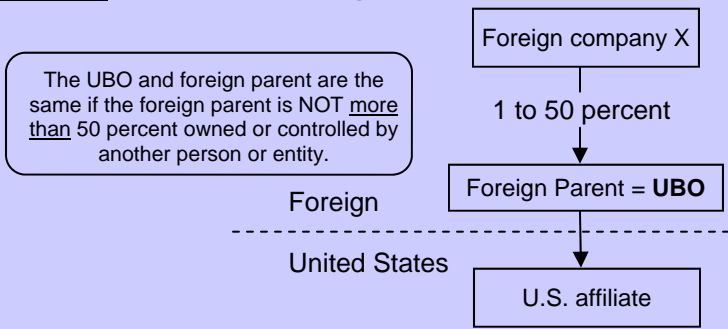 Foreign company X
The UBO and foreign parent are the
same if the foreign parent is NOT more
than 50 percent owned or controlled by
another person or entity.
1 to 50 percent
Foreign Parent = UBO
Foreign
United States
U.S. affiliate